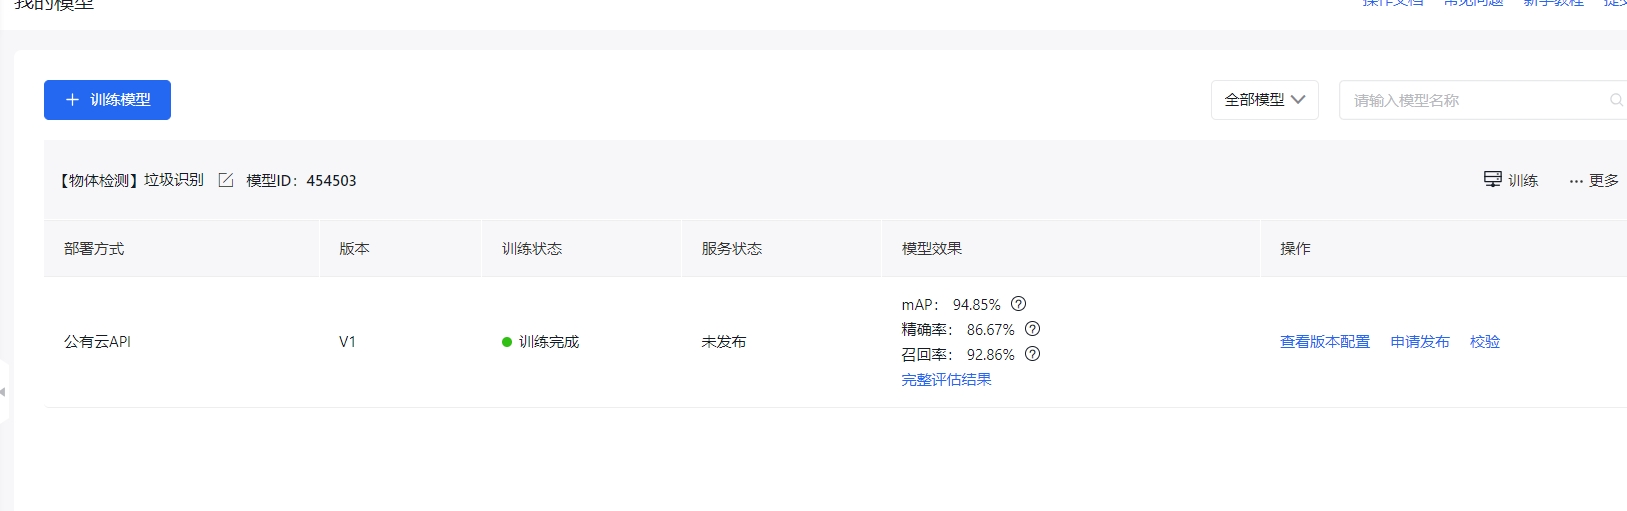 我的模型
操作文档 常见问题 新手教程
+ 训练模型
全部模型
请输入模型名称
【物体检测】垃圾识别 模型ID：454503
训练 ··· 更多
部署方式 版本 训练状态 服务状态 模型效果 操作
公有云API V1 训练完成 未发布
mAP： 94.85% ?
精确率： 86.67% ?
召回率： 92.86% ?
完整评估结果
查看版本配置 申请发布 校验